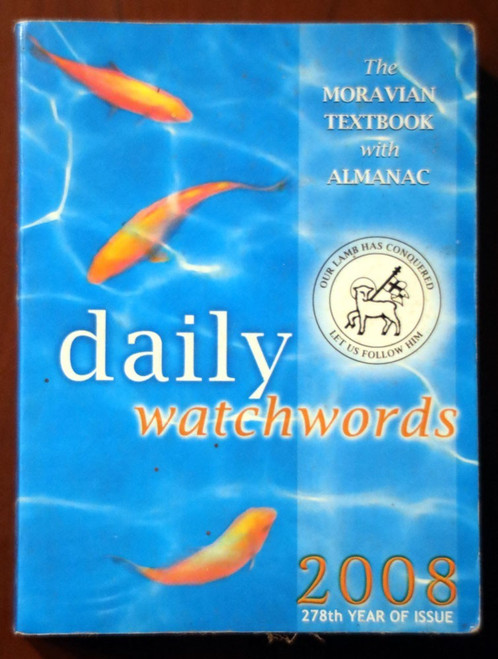 The
MORAVIAN
TEXTBOOK
with
ALMANAC
OUR LAMB HAS CONQUERED
LET US FOLLOW HIM
daily
watchwords
2008
278th YEAR OF ISSUE